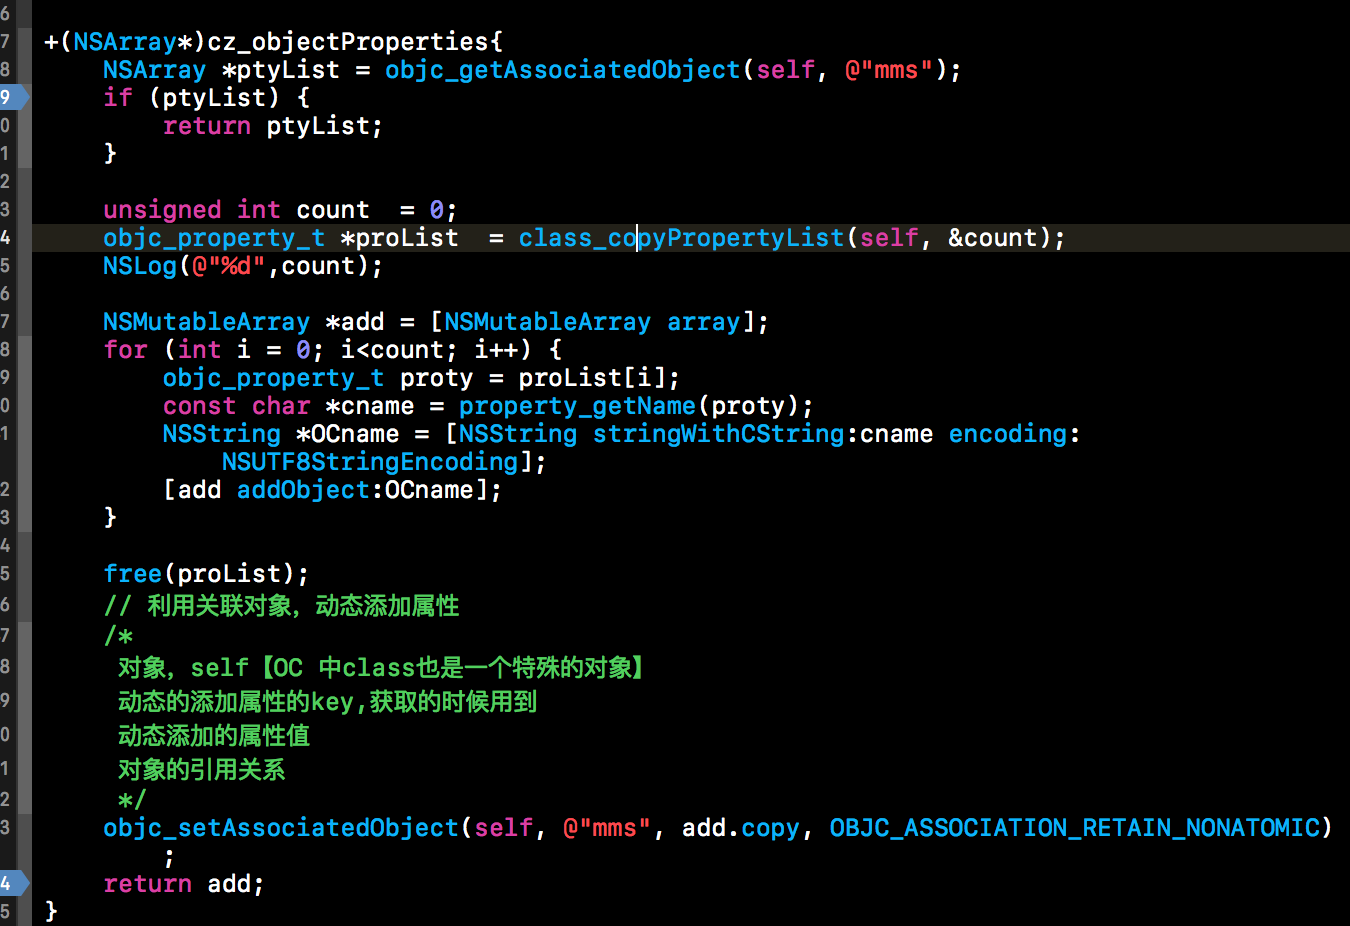 6
7 +(NSArray*)cz_objectProperties{
8 NSArray *ptyList = objc_getAssociatedObject(self, @"mms");
9 if (ptyList) {
0 return ptyList;
1 }
2
3 unsigned int count  = 0;
4 objc_property_t *proList  = class_copyPropertyList(self, &count);
5 NSLog(@"%d",count);
6
7 NSMutableArray *add = [NSMutableArray array];
8 for (int i = 0; i<count; i++) {
9 objc_property_t proty = proList[i];
0 const char *cname = property_getName(proty);
1 NSString *OCname = [NSString stringWithCString:cname encoding:
NSUTF8StringEncoding];
2 [add addObject:OCname];
3 }
4
5 free(proList);
6 // 利用关联对象，动态添加属性
7 /*
8 对象，self【OC 中class也是一个特殊的对象】
9 动态的添加属性的key,获取的时候用到
0 动态添加的属性值
1 对象的引用关系
2 */
3 objc_setAssociatedObject(self, @"mms", add.copy, OBJC_ASSOCIATION_RETAIN_NONATOMIC)
;
4 return add;
5 }